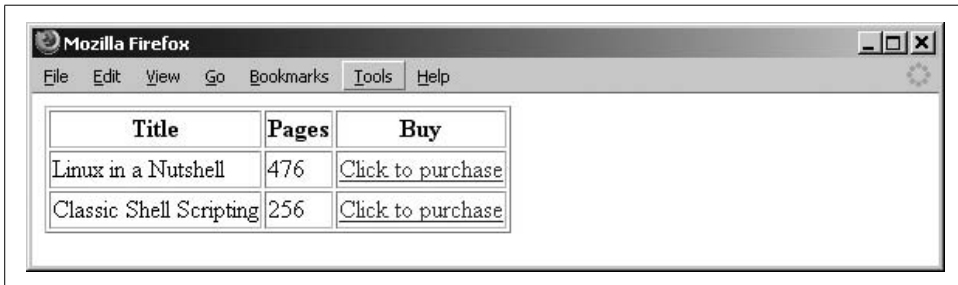 Mozilla Firefox
File Edit View Go Bookmarks Tools Help
Title Pages Buy
Linux in a Nutshell 476 Click to purchase
Classic Shell Scripting 256 Click to purchase